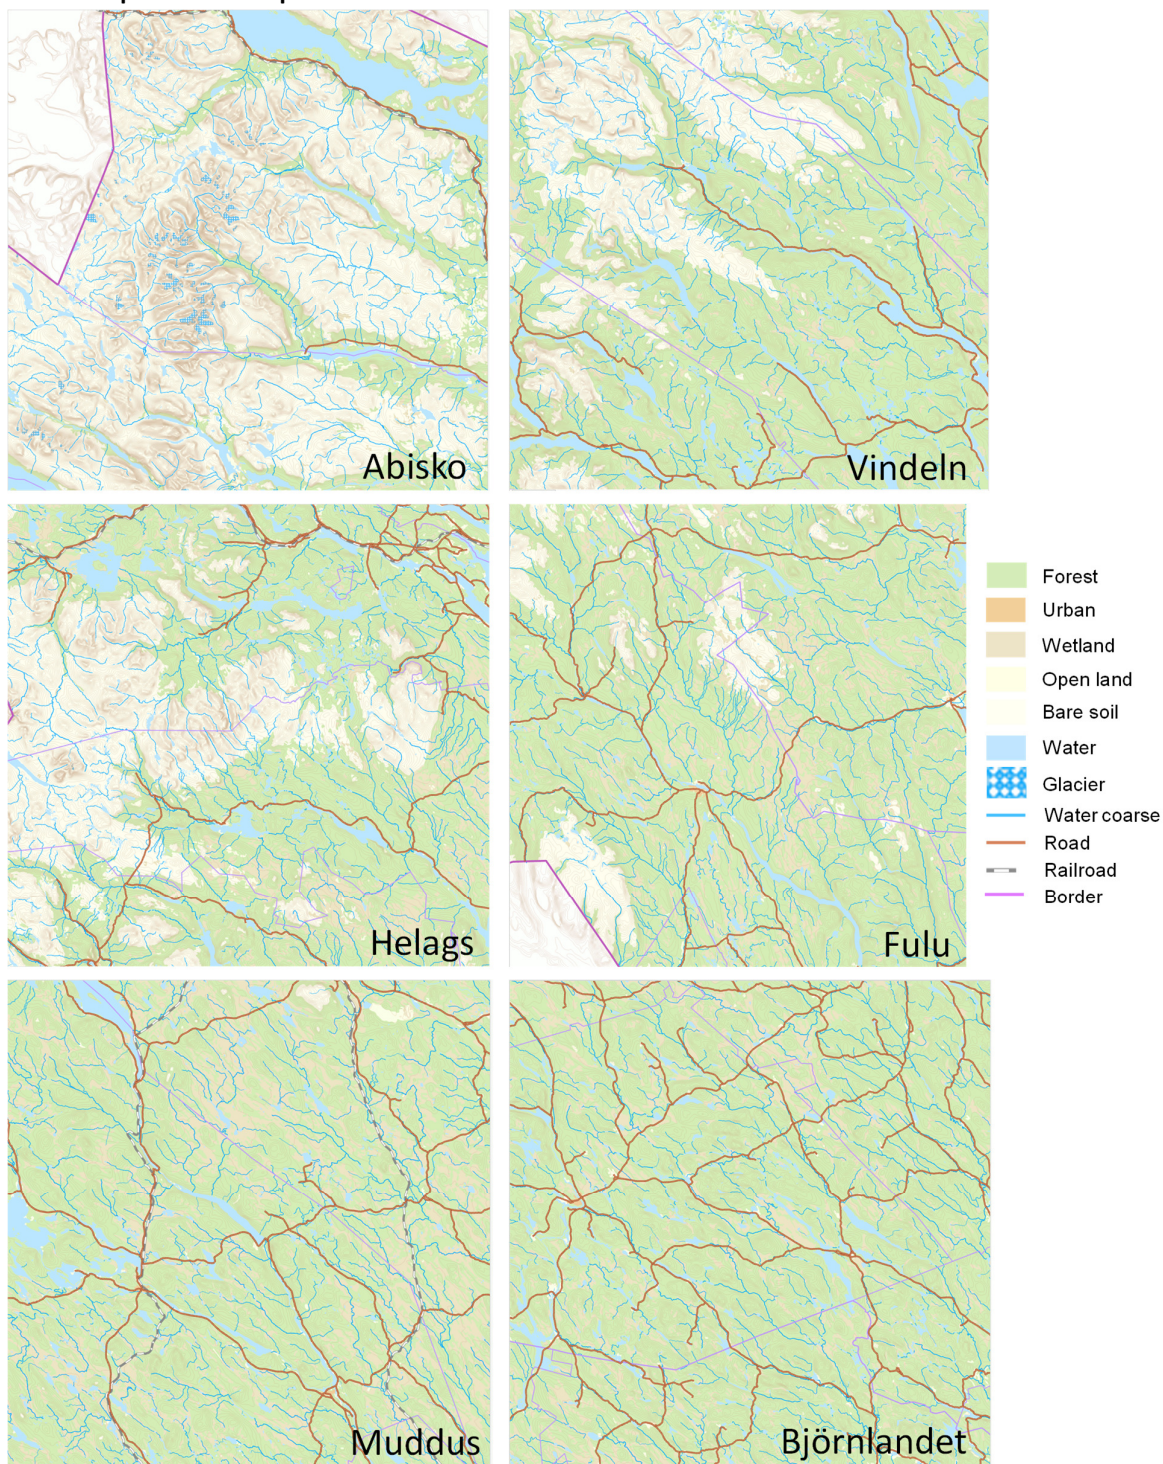 Abisko
Vindeln
Helags
Fulu
Forest
Urban
Wetland
Open land
Bare soil
Water
Glacier
Water coarse
Road
Railroad
Border
Muddus
Björnlandet